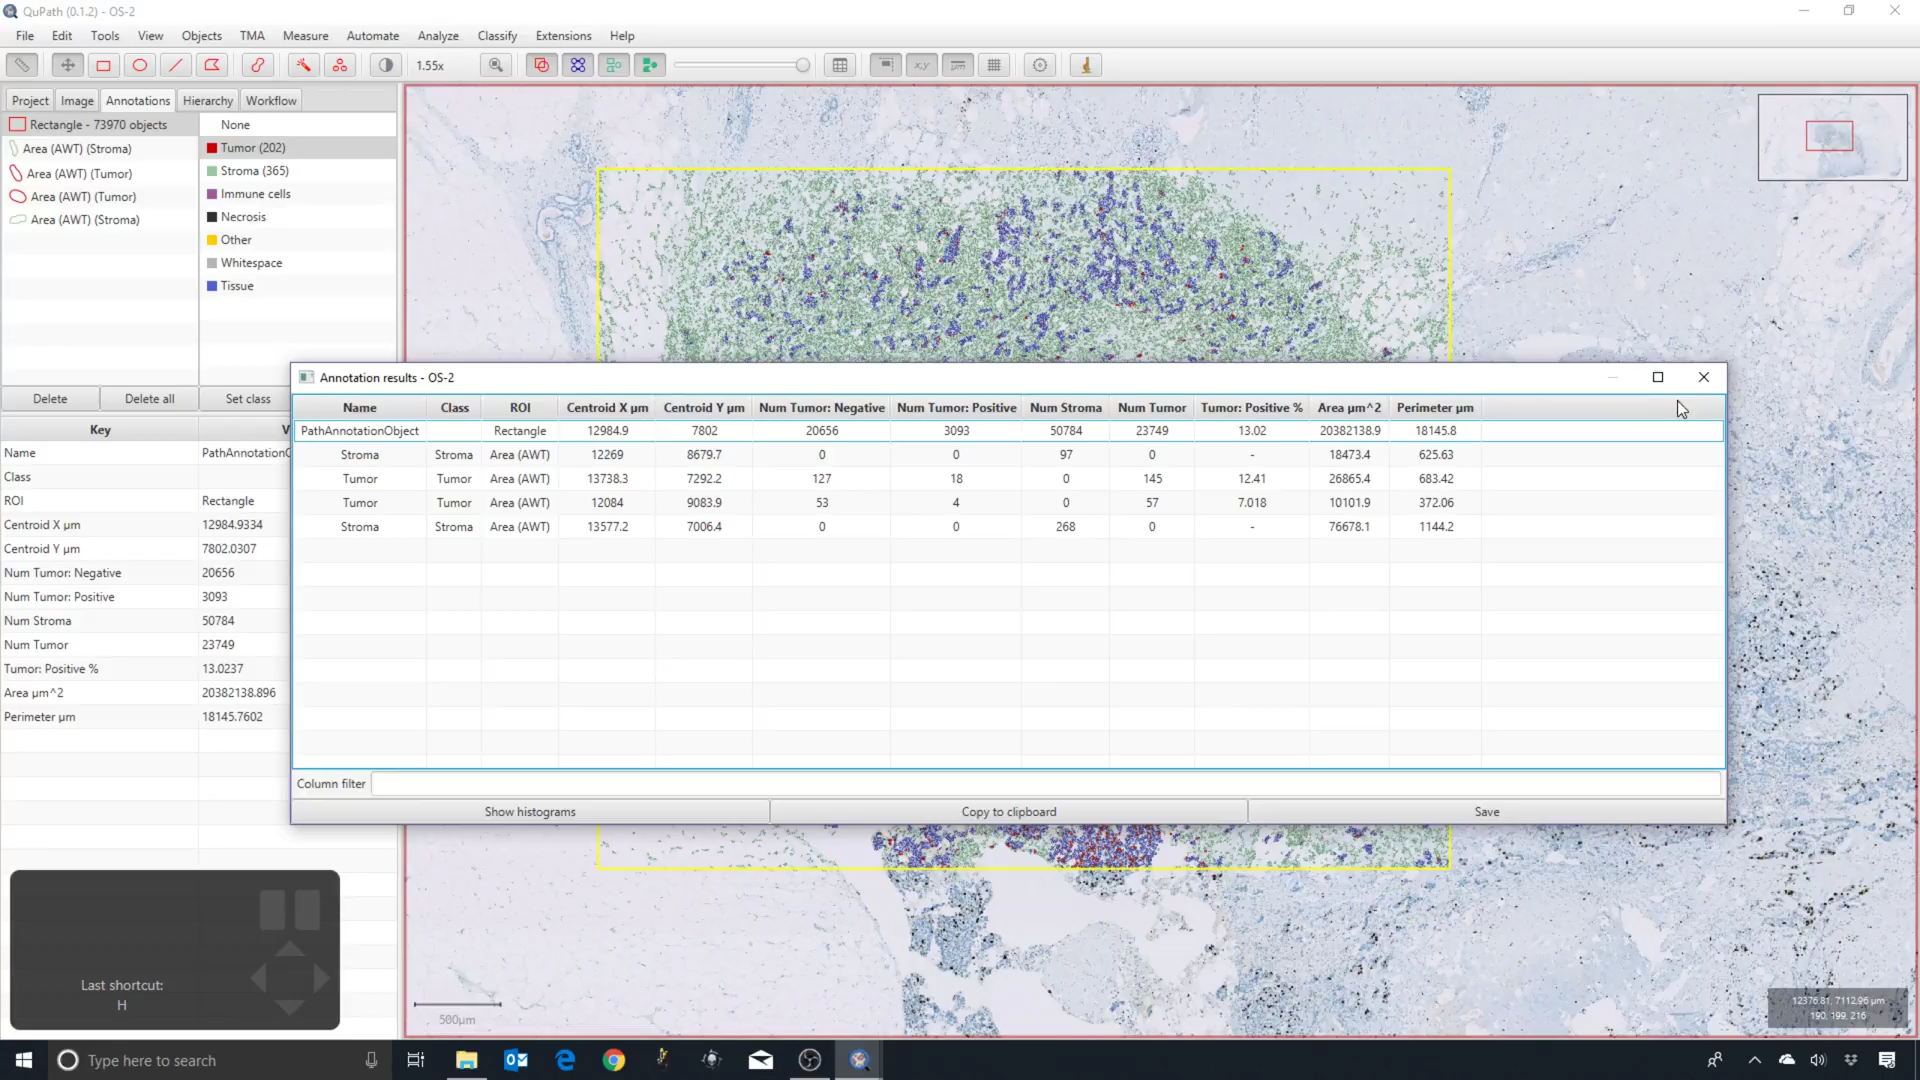 QuPath (0.1.2) - OS-2
File Edit Tools View Objects TMA Measure Automate Analyze Classify Extensions Help
1.55x
x,y
Project Image Annotations Hierarchy Workflow
Rectangle - 73970 objects
Area (AWT) (Stroma)
Area (AWT) (Tumor)
Area (AWT) (Tumor)
Area (AWT) (Stroma)
None
Tumor (202)
Stroma (365)
Immune cells
Necrosis
Other
Whitespace
Tissue
Delete Delete all Set class
Key V
Name PathAnnotationO
Class
ROI Rectangle
Centroid X µm 12984.9334
Centroid Y µm 7802.0307
Num Tumor: Negative 20656
Num Tumor: Positive 3093
Num Stroma 50784
Num Tumor 23749
Tumor: Positive % 13.0237
Area µm^2 20382138.896
Perimeter µm 18145.7602
Annotation results - OS-2
Name Class ROI Centroid X µm Centroid Y µm Num Tumor: Negative Num Tumor: Positive Num Stroma Num Tumor Tumor: Positive % Area µm^2 Perimeter µm
PathAnnotationObject Rectangle 12984.9 7802 20656 3093 50784 23749 13.02 20382138.9 18145.8
Stroma Stroma Area (AWT) 12269 8679.7 0 0 97 0 - 18473.4 625.63
Tumor Tumor Area (AWT) 13738.3 7292.2 127 18 0 145 12.41 26865.4 683.42
Tumor Tumor Area (AWT) 12084 9083.9 53 4 0 57 7.018 10101.9 372.06
Stroma Stroma Area (AWT) 13577.2 7006.4 0 0 268 0 - 76678.1 1144.2
Column filter
Show histograms Copy to clipboard Save
Last shortcut:
H
500µm
12376.81, 7112.96 µm
190, 199, 216
Type here to search